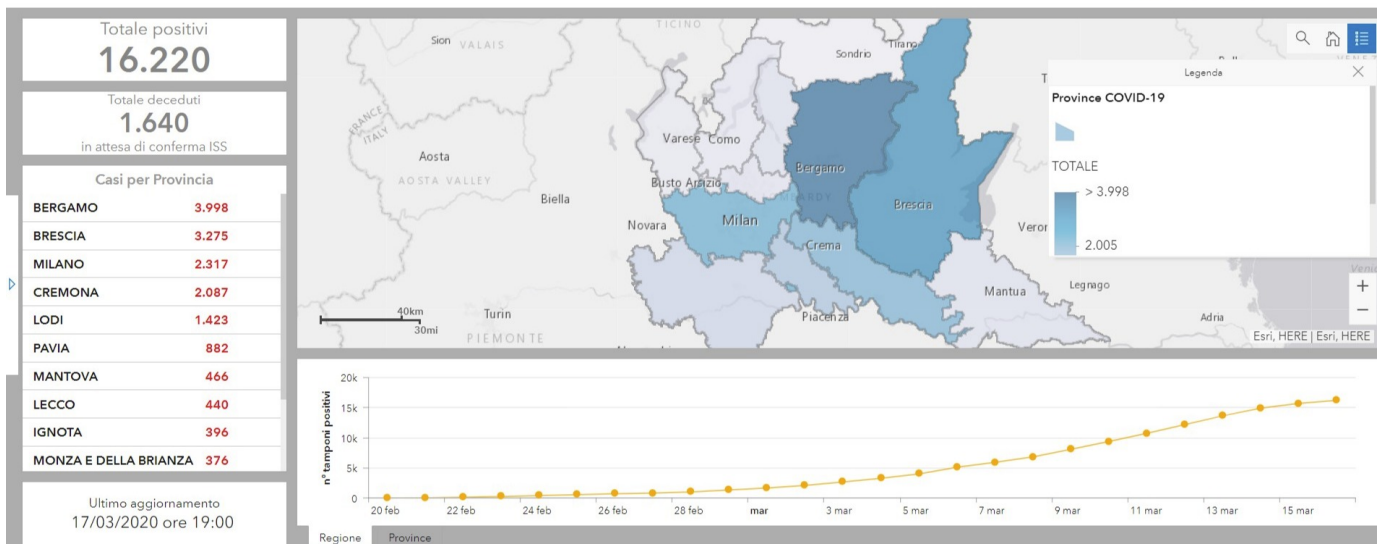 Totale positivi
16.220
Totale deceduti
1.640
in attesa di conferma ISS
Casi per Provincia
BERGAMO 3.998
BRESCIA 3.275
MILANO 2.317
CREMONA 2.087
LODI 1.423
PAVIA 882
MANTOVA 466
LECCO 440
IGNOTA 396
MONZA E DELLA BRIANZA 376
Ultimo aggiornamento
17/03/2020 ore 19:00
TICINO
Sion VALAIS
Sondrio
Tirano
FRANCE
ITALY
Varese Como
Aosta
AOSTA VALLEY
Bergamo
Busto Arsizio
Biella
Brescia
Milan
Novara
Crema
Mantua
Legnago
Turin
Piacenza
Adria
PIEMONTE
40km
30mi
Legenda
Province COVID-19
TOTALE
> 3.998
2.005
+
−
Esri, HERE | Esri, HERE
n° tamponi positivi
20k
15k
10k
5k
0
20 feb 22 feb 24 feb 26 feb 28 feb mar 3 mar 5 mar 7 mar 9 mar 11 mar 13 mar 15 mar
Regione Province